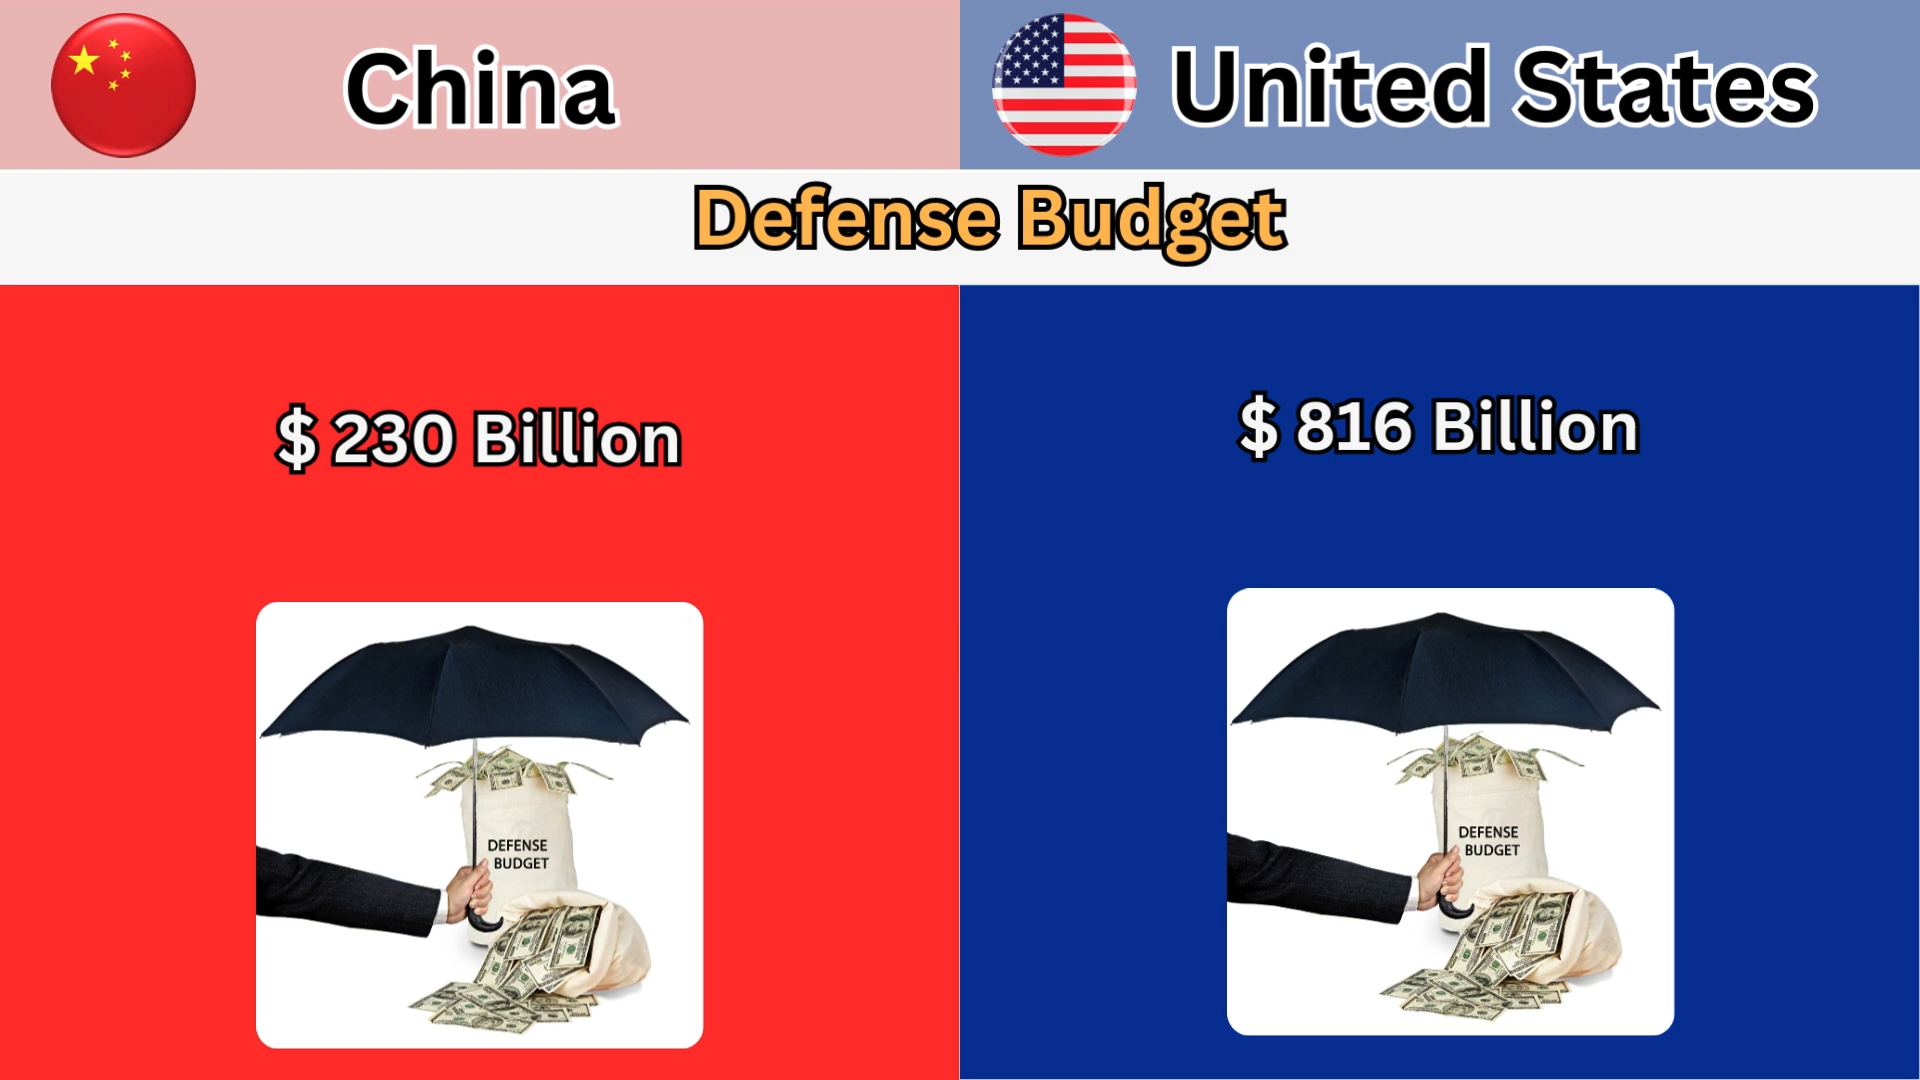 China
United States
Defense Budget
$ 230 Billion
$ 816 Billion
DEFENSE
BUDGET
DEFENSE
BUDGET